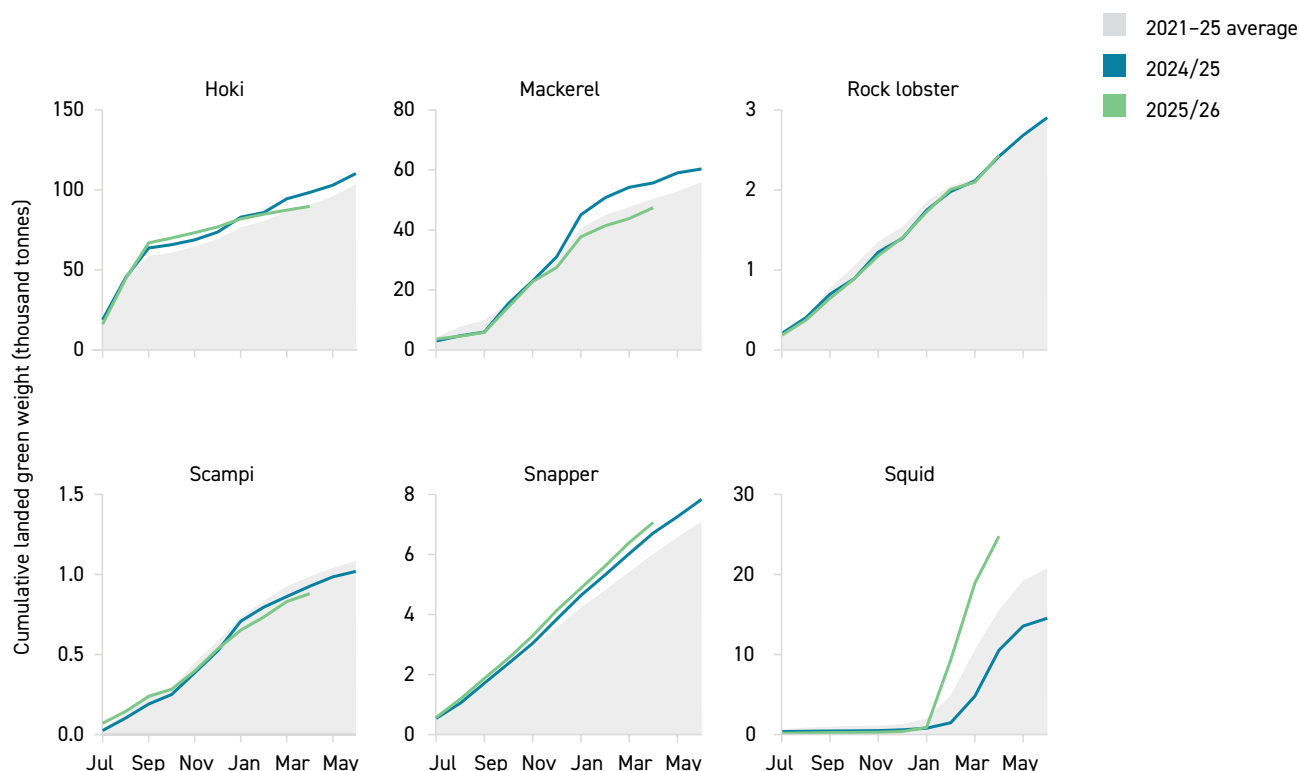 2021–25 average
2024/25
2025/26
Cumulative landed green weight (thousand tonnes)
Hoki
150
100
50
0
Mackerel
80
60
40
20
0
Rock lobster
3
2
1
0
Scampi
1.5
1.0
0.5
0.0
Jul Sep Nov Jan Mar May
Snapper
8
6
4
2
0
Jul Sep Nov Jan Mar May
Squid
30
20
10
0
Jul Sep Nov Jan Mar May